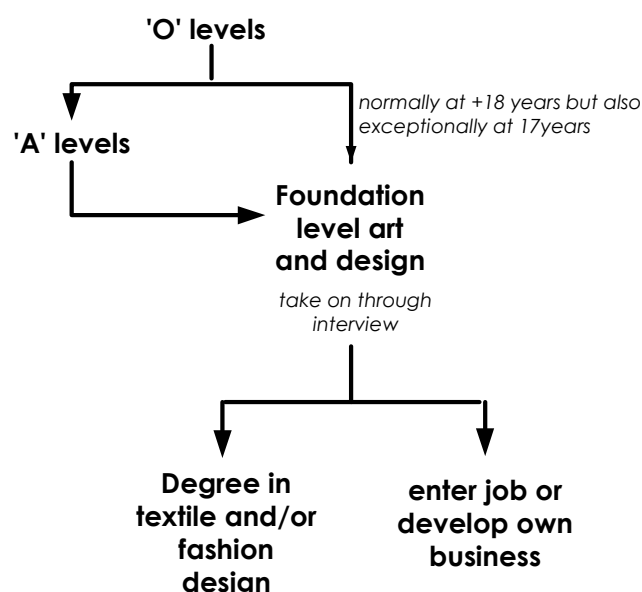 'O' levels
normally at +18 years but also
exceptionally at 17years
'A' levels
Foundation
level art
and design
take on through
interview
Degree in
textile and/or
fashion
design
enter job or
develop own
business